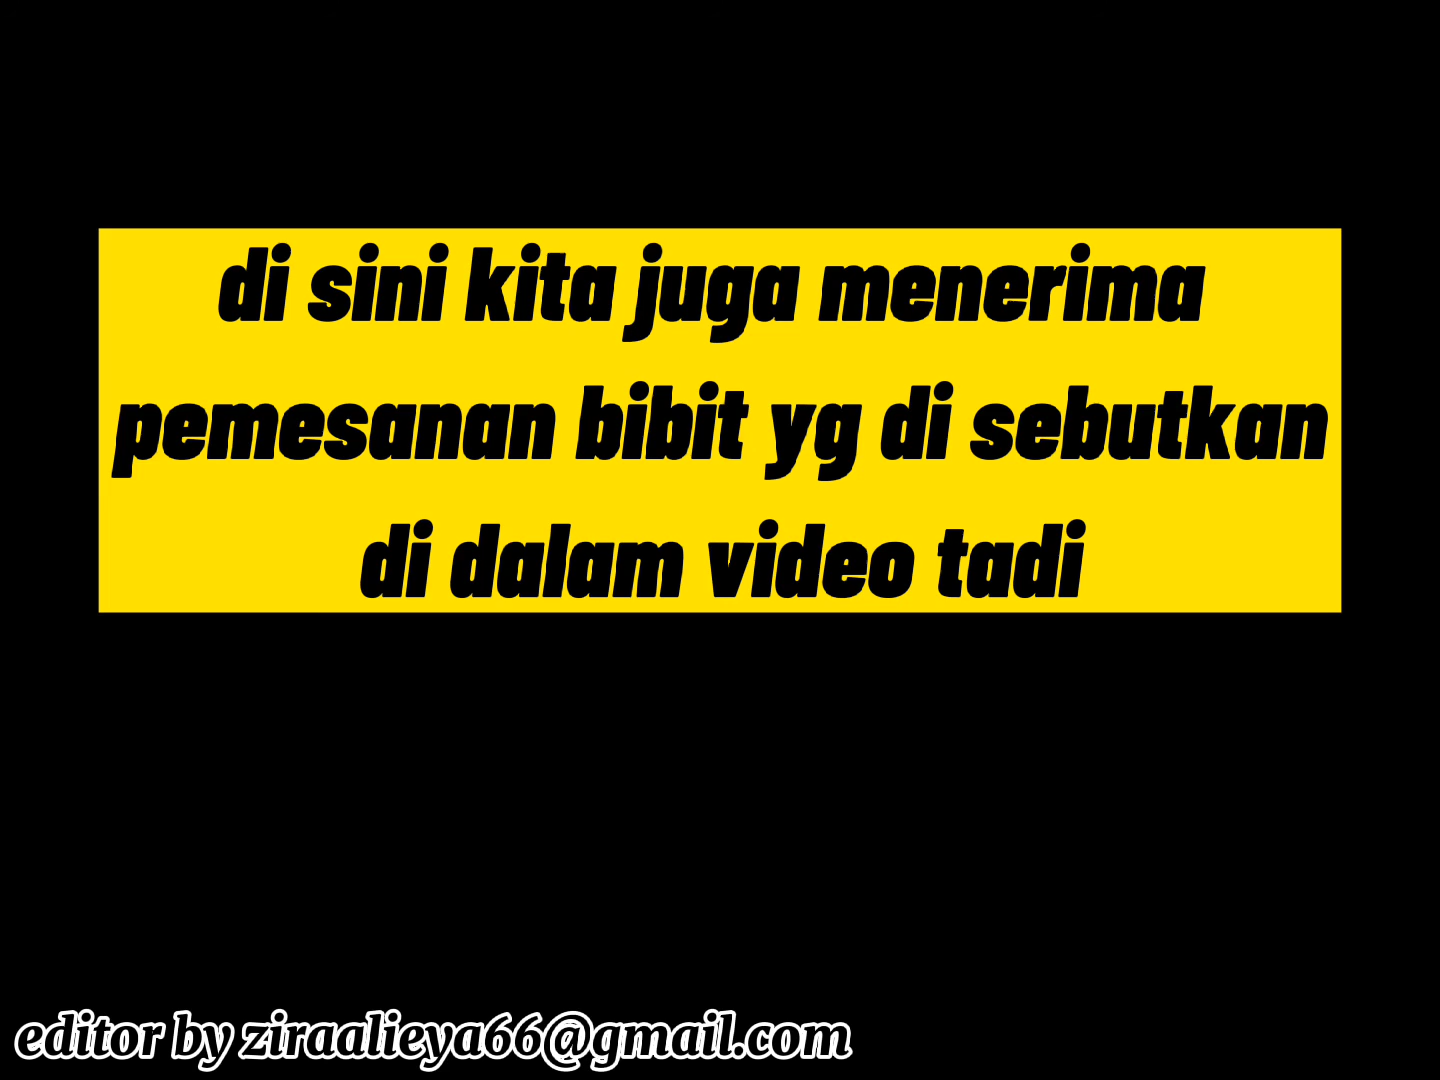 di sini kita juga menerima
pemesanan bibit yg di sebutkan
di dalam video tadi
editor by ziraalieya66@gmail.com